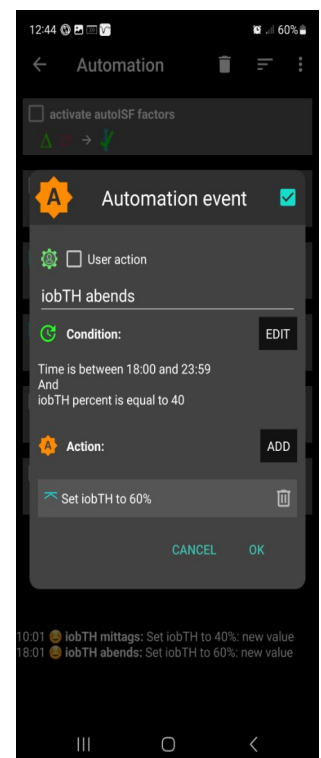 12:44
60%
Automation
activate autoISF factors
Automation event
User action
iobTH abends
Condition:
EDIT
Time is between 18:00 and 23:59
And
iobTH percent is equal to 40
Action:
ADD
Set iobTH to 60%
CANCEL
OK
10:01 😄 iobTH mittags: Set iobTH to 40%: new value
18:01 😄 iobTH abends: Set iobTH to 60%: new value